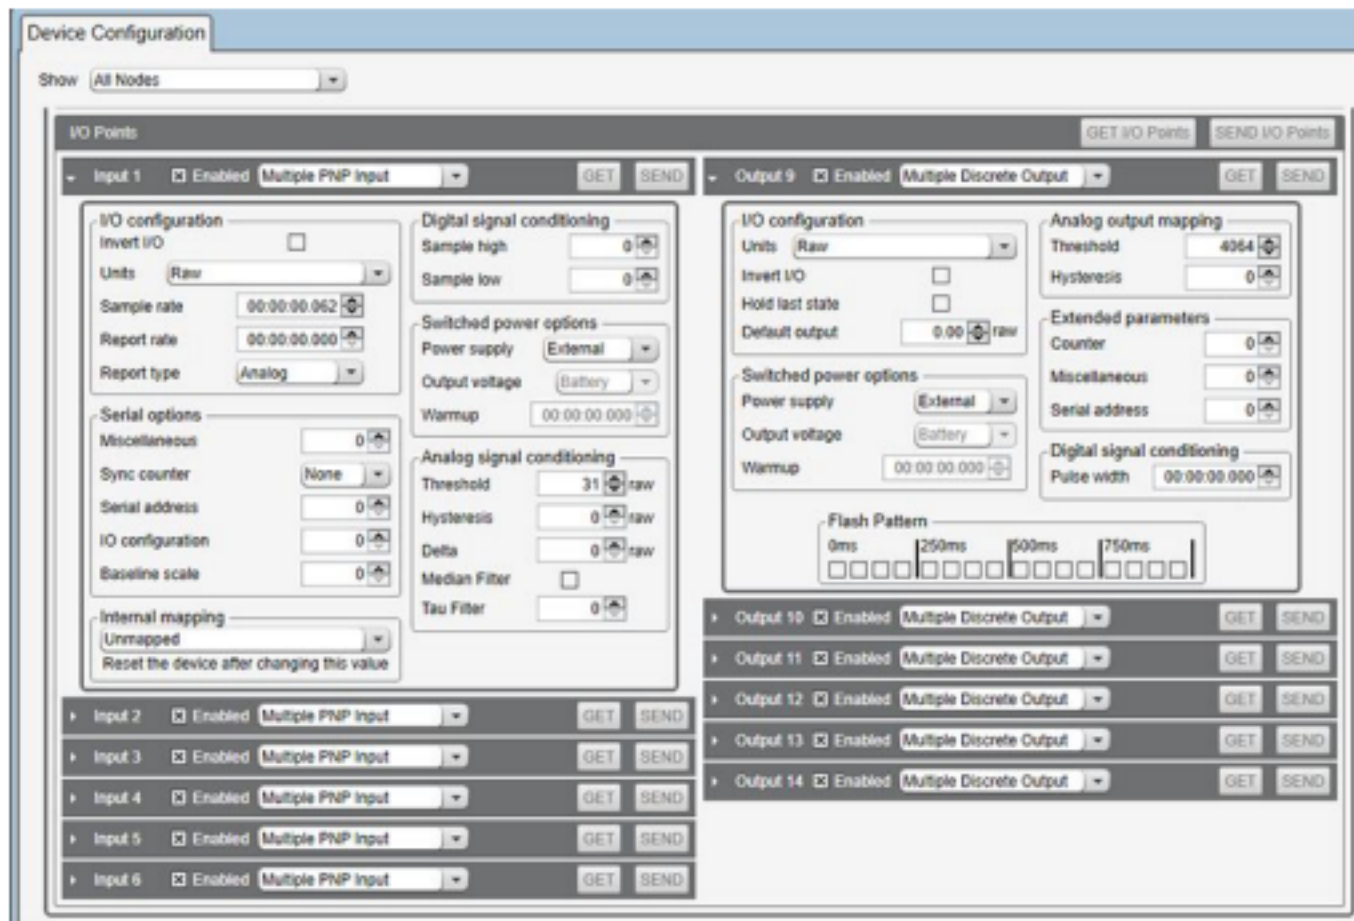 Device Configuration
Show All Nodes
I/O Points GET I/O Points SEND I/O Points
Input 1 Enabled Multiple PNP Input GET SEND
I/O configuration
Invert I/O
Units Raw
Sample rate 00:00:00.062
Report rate 00:00:00.000
Report type Analog
Serial options
Miscellaneous 0
Sync counter None
Serial address 0
IO configuration 0
Baseline scale 0
Internal mapping
Unmapped
Reset the device after changing this value
Digital signal conditioning
Sample high 0
Sample low 0
Switched power options
Power supply External
Output voltage Battery
Warmup 00:00:00.000
Analog signal conditioning
Threshold 31 raw
Hysteresis 0 raw
Delta 0 raw
Median Filter
Tau Filter 0
Input 2 Enabled Multiple PNP Input GET SEND
Input 3 Enabled Multiple PNP Input GET SEND
Input 4 Enabled Multiple PNP Input GET SEND
Input 5 Enabled Multiple PNP Input GET SEND
Input 6 Enabled Multiple PNP Input GET SEND
Output 9 Enabled Multiple Discrete Output GET SEND
I/O configuration
Units Raw
Invert I/O
Hold last state
Default output 0.00 raw
Switched power options
Power supply External
Output voltage Battery
Warmup 00:00:00.000
Analog output mapping
Threshold 4064
Hysteresis 0
Extended parameters
Counter 0
Miscellaneous 0
Serial address 0
Digital signal conditioning
Pulse width 00:00:00.000
Flash Pattern
0ms 250ms 500ms 750ms
Output 10 Enabled Multiple Discrete Output GET SEND
Output 11 Enabled Multiple Discrete Output GET SEND
Output 12 Enabled Multiple Discrete Output GET SEND
Output 13 Enabled Multiple Discrete Output GET SEND
Output 14 Enabled Multiple Discrete Output GET SEND